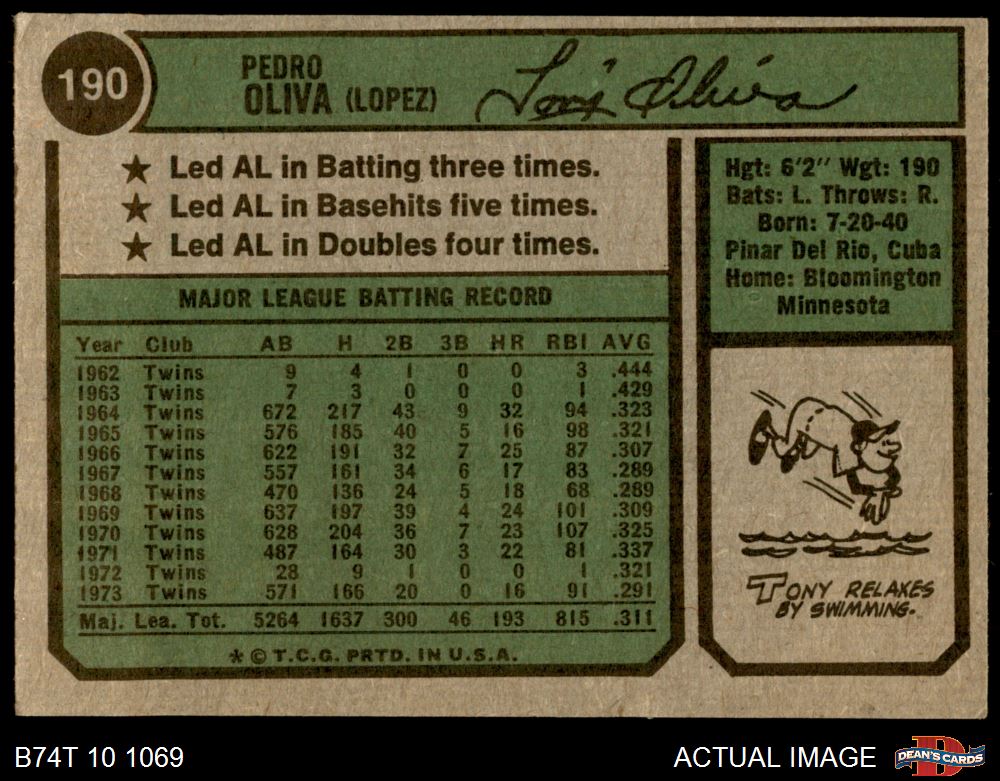 190
PEDRO
OLIVA (LOPEZ)
Tony Oliva
★ Led AL in Batting three times.
★ Led AL in Basehits five times.
★ Led AL in Doubles four times.
Hgt: 6'2" Wgt: 190
Bats: L. Throws: R.
Born: 7-20-40
Pinar Del Rio, Cuba
Home: Bloomington
Minnesota
MAJOR LEAGUE BATTING RECORD
Year Club AB H 2B 3B HR RBI AVG
1962 Twins 9 4 1 0 0 3 .444
1963 Twins 7 3 0 0 0 1 .429
1964 Twins 672 217 43 9 32 94 .323
1965 Twins 576 185 40 5 16 98 .321
1966 Twins 622 191 32 7 25 87 .307
1967 Twins 557 161 34 6 17 83 .289
1968 Twins 470 136 24 5 18 68 .289
1969 Twins 637 197 39 4 24 101 .309
1970 Twins 628 204 36 7 23 107 .325
1971 Twins 487 164 30 3 22 81 .337
1972 Twins 28 9 1 0 0 1 .321
1973 Twins 571 166 20 0 16 91 .291
Maj. Lea. Tot. 5264 1637 300 46 193 815 .311
* © T.C.G. PRTD. IN U.S.A.
TONY RELAXES
BY SWIMMING.
B74T 10 1069
ACTUAL IMAGE
DEAN'S CARDS